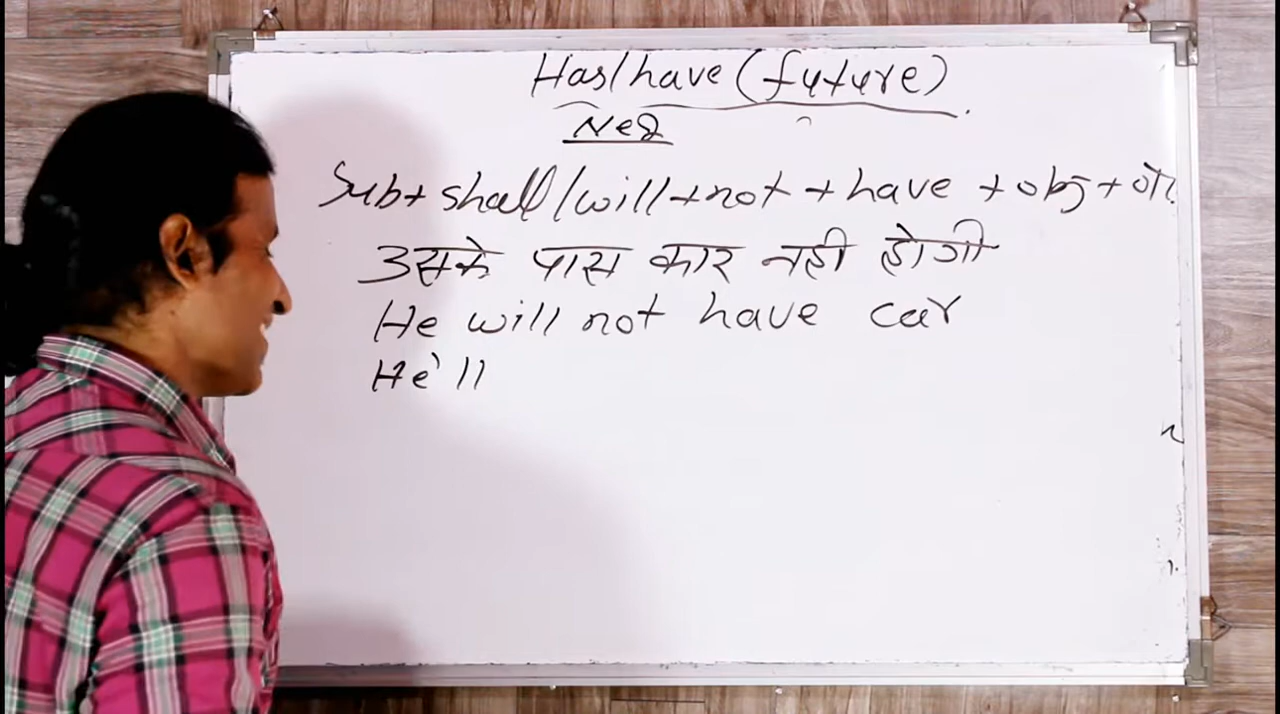 Has/have (future)
Neg
Sub + shall/will + not + have + obj + oth
उसके पास कार नही होगी
He will not have car
He'll